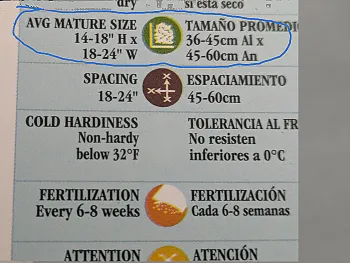 dry si está seco
AVG MATURE SIZE TAMAÑO PROMEDI
14-18" H x 36-45cm Al x
18-24" W 45-60cm An
SPACING ESPACIAMIENTO
18-24" 45-60cm
COLD HARDINESS TOLERANCIA AL FR
Non-hardy No resisten
below 32°F inferiores a 0°C
FERTILIZATION FERTILIZACIÓN
Every 6-8 weeks Cada 6-8 semanas
ATTENTION ATENCIÓN